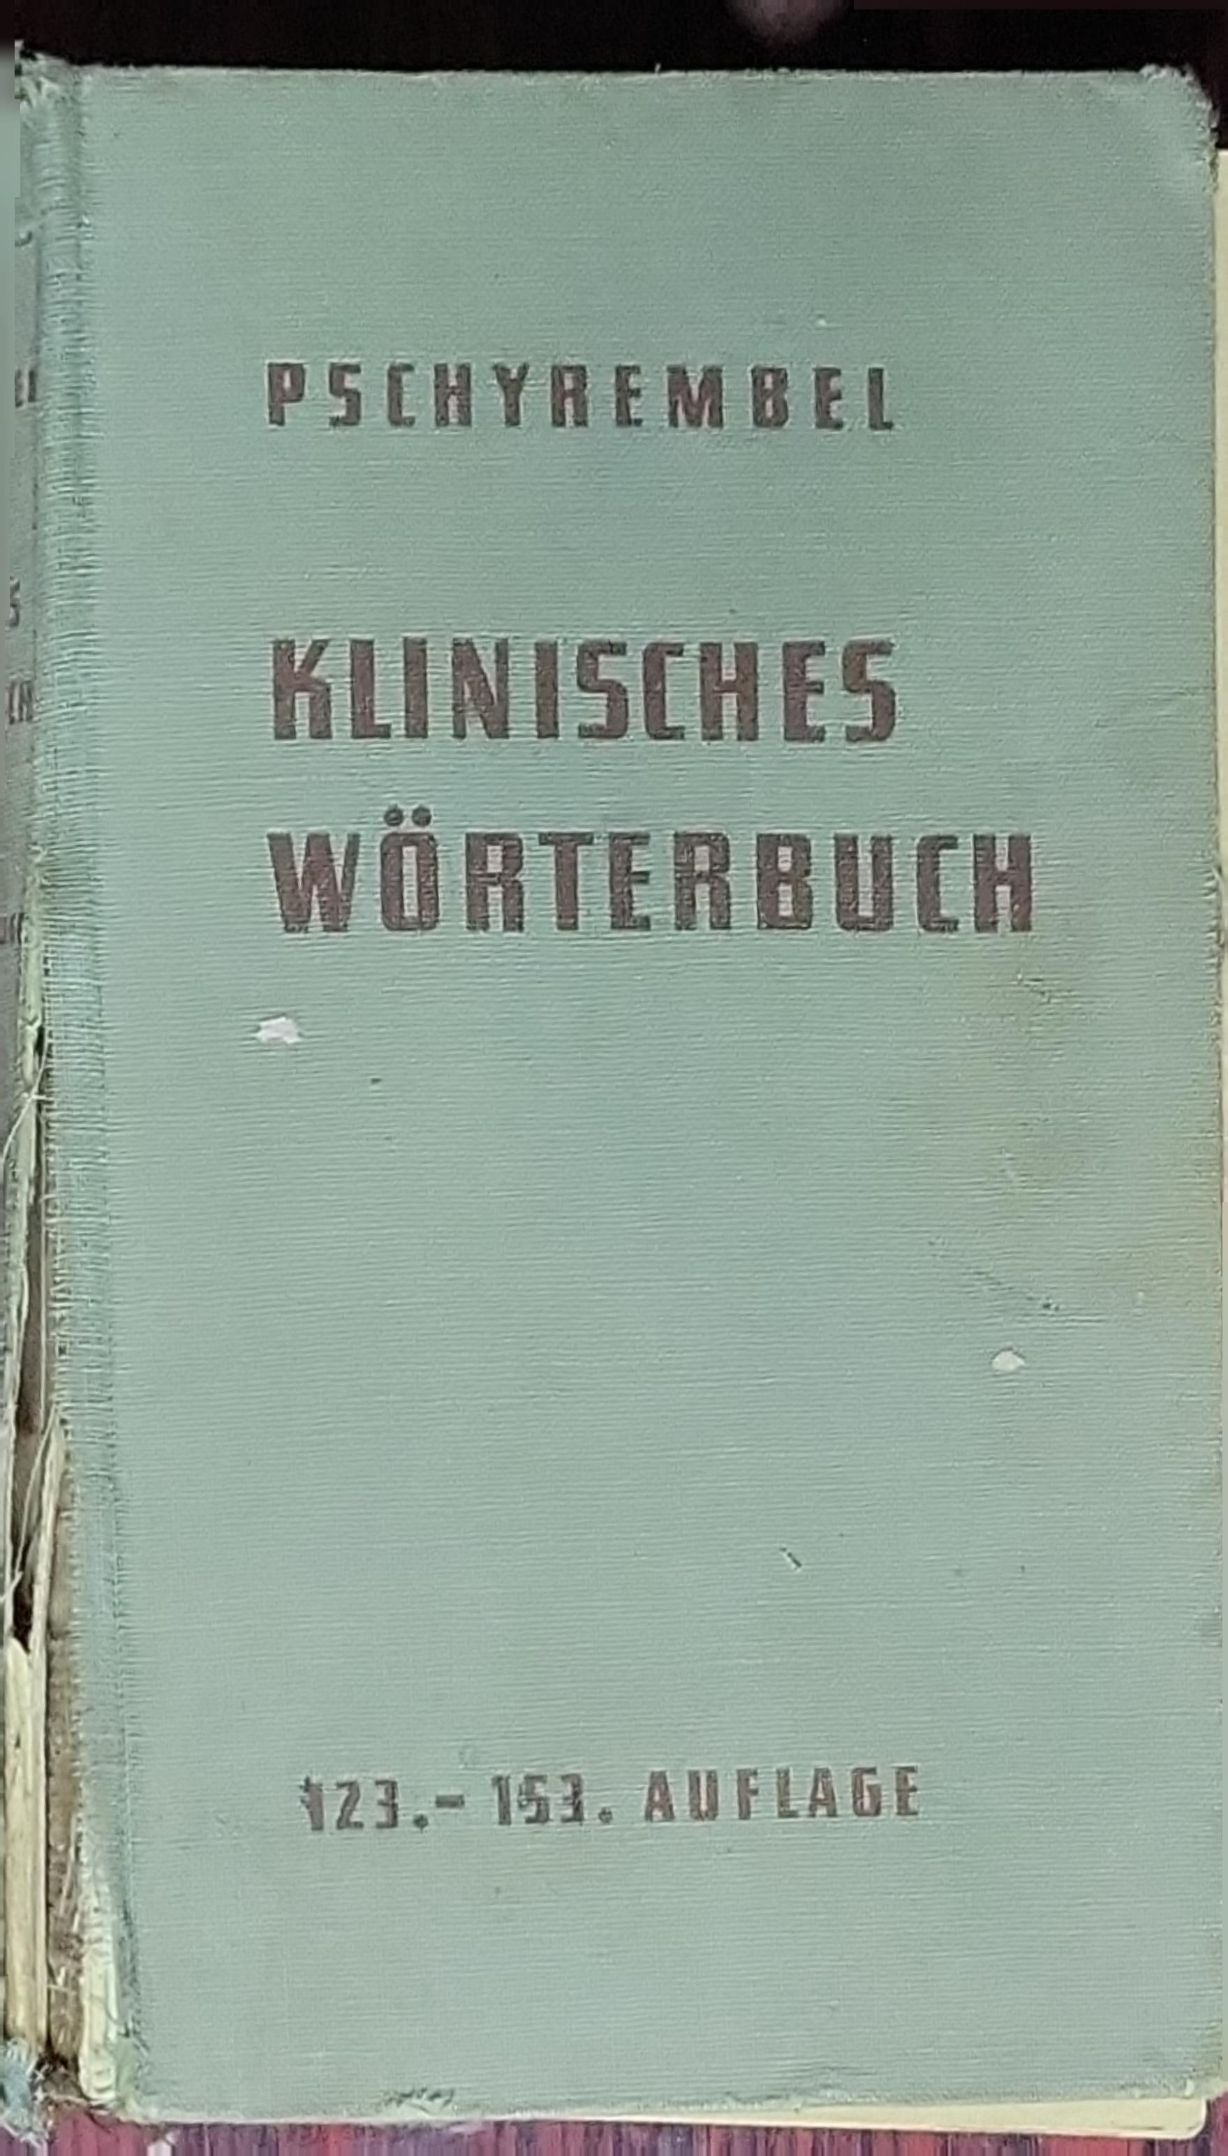 PSCHYREMBEL
KLINISCHES
WÖRTERBUCH
123.- 153. AUFLAGE